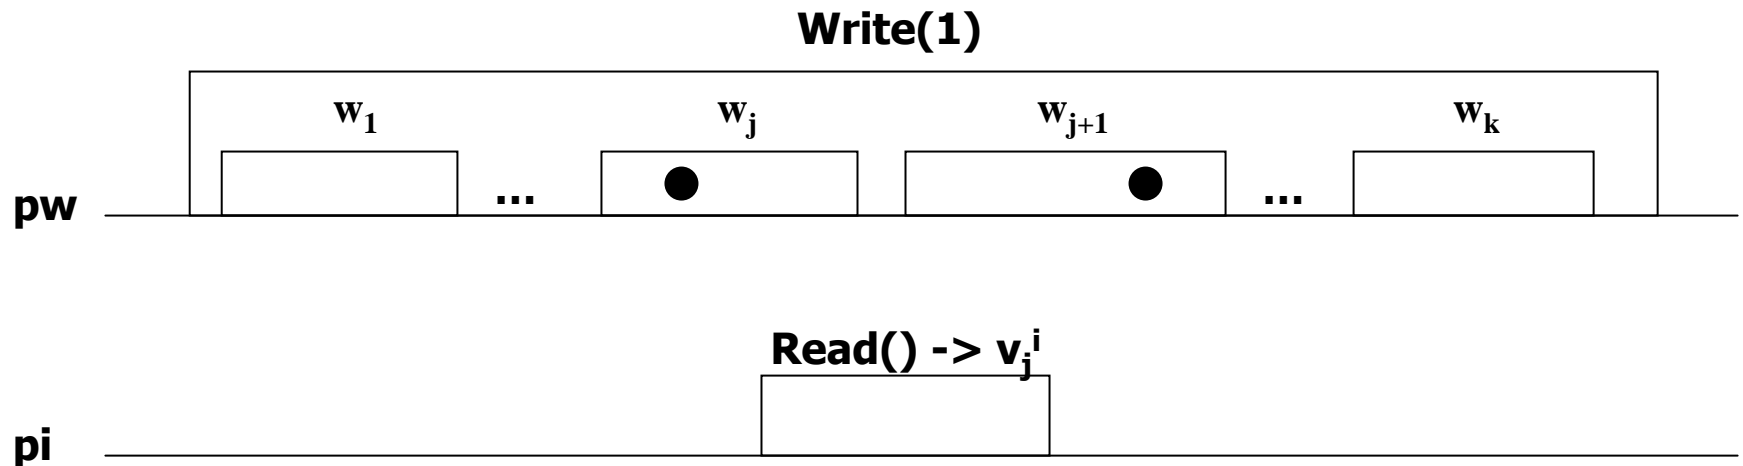 Write(1)
w₁ wⱼ wⱼ₊₁ wₖ
... ...
pw
Read() -> vⱼⁱ
pi